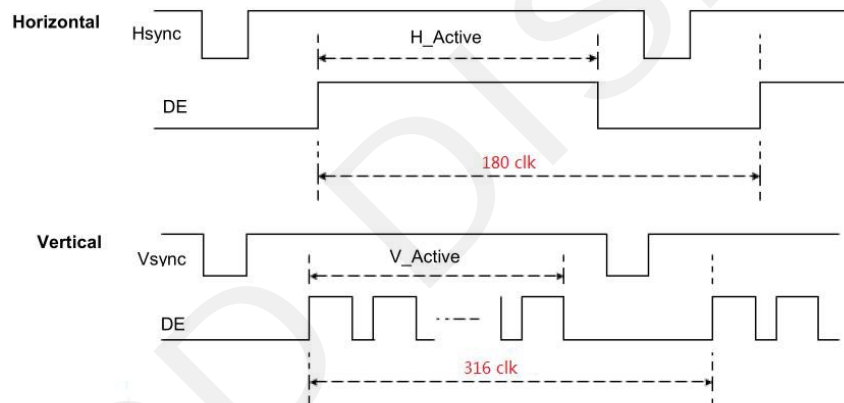 Horizontal
Hsync
H_Active
DE
180 clk
Vertical
Vsync
V_Active
DE
316 clk